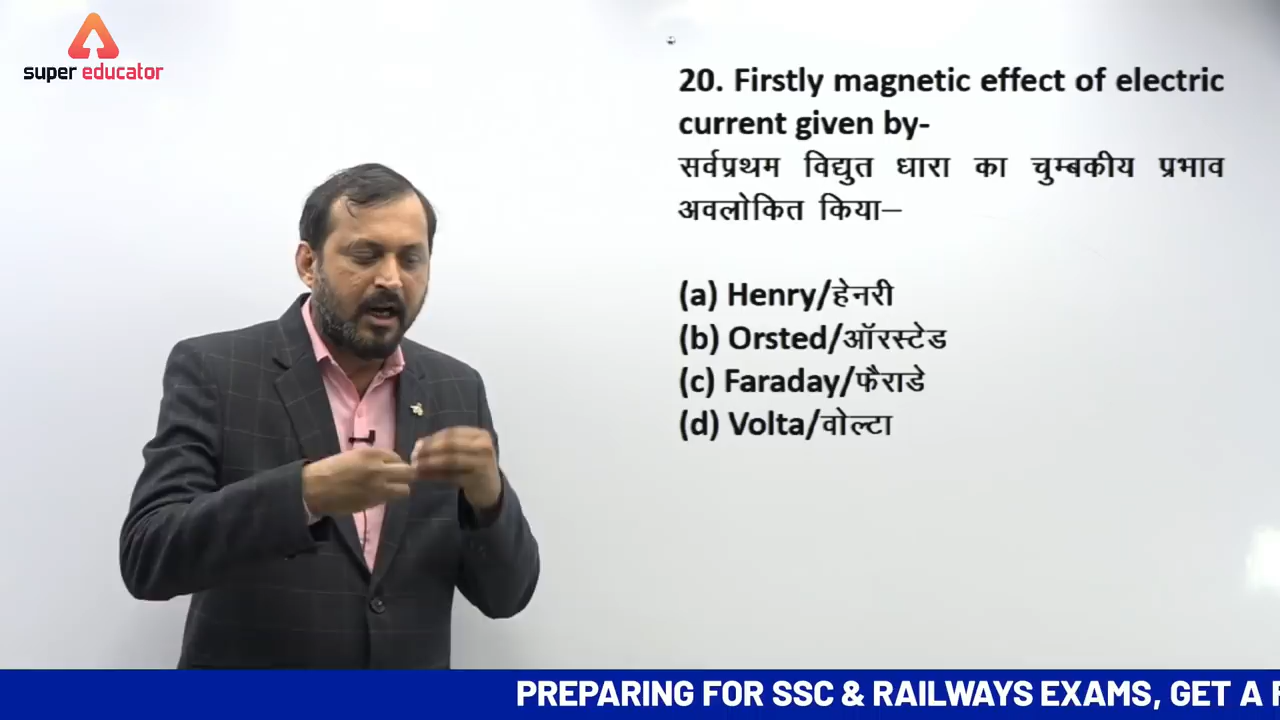 super educator
20. Firstly magnetic effect of electric
current given by-
सर्वप्रथम विद्युत धारा का चुम्बकीय प्रभाव
अवलोकित किया–
(a) Henry/हेनरी
(b) Orsted/ऑरस्टेड
(c) Faraday/फैराडे
(d) Volta/वोल्टा
PREPARING FOR SSC & RAILWAYS EXAMS, GET A